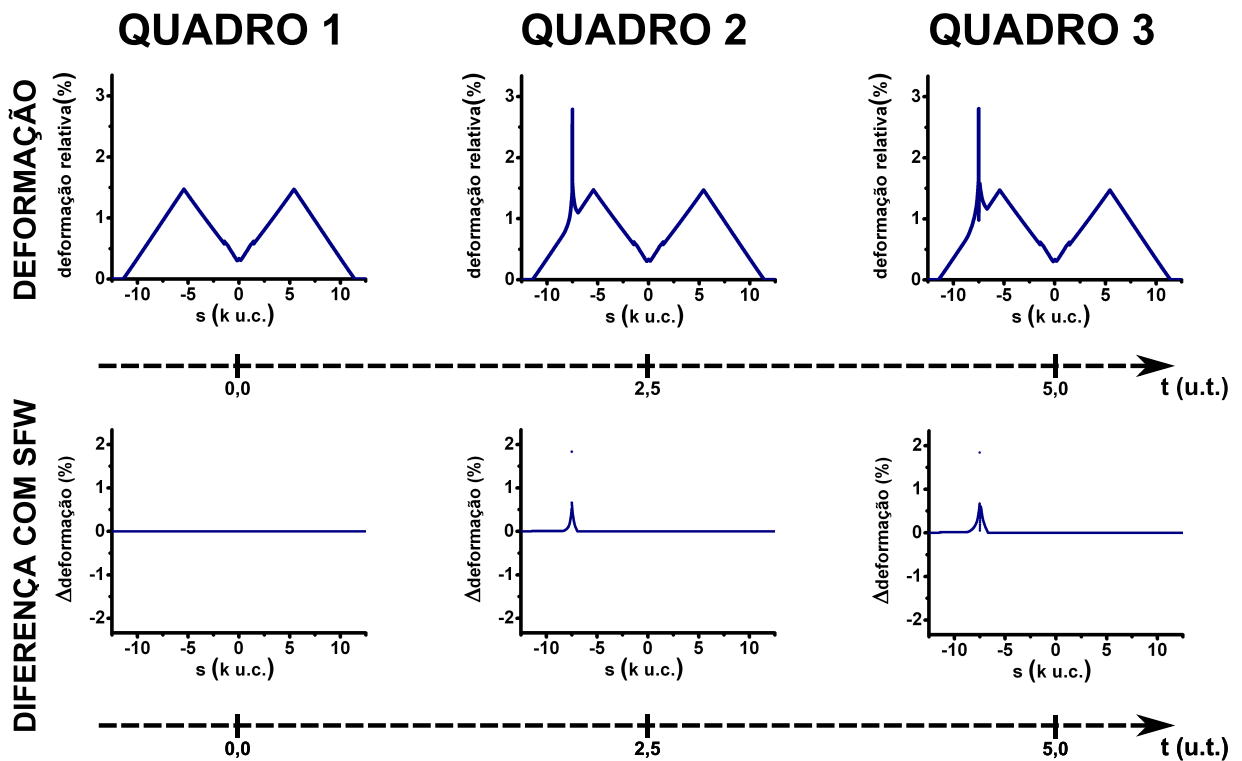 QUADRO 1
QUADRO 2
QUADRO 3
DEFORMAÇÃO
deformação relativa(%)
3
2
1
0
-10 -5 0 5 10
s (k u.c.)
deformação relativa(%)
3
2
1
0
-10 -5 0 5 10
s (k u.c.)
deformação relativa(%)
3
2
1
0
-10 -5 0 5 10
s (k u.c.)
0,0 2,5 5,0 t (u.t.)
DIFERENÇA COM SFW
Δdeformação (%)
2
1
0
-1
-2
-10 -5 0 5 10
s (k u.c.)
Δdeformação (%)
2
1
0
-1
-2
-10 -5 0 5 10
s (k u.c.)
Δdeformação (%)
2
1
0
-1
-2
-10 -5 0 5 10
s (k u.c.)
0,0 2,5 5,0 t (u.t.)